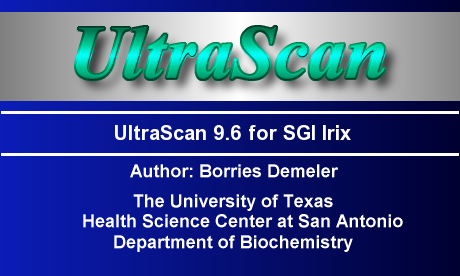 UltraScan
UltraScan 9.6 for SGI Irix
Author: Borries Demeler
The University of Texas
Health Science Center at San Antonio
Department of Biochemistry